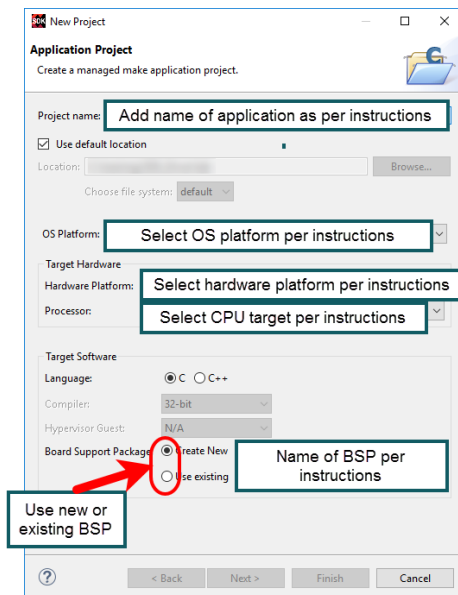 SDK New Project
Application Project
Create a managed make application project.
Project name: Add name of application as per instructions
Use default location
Location: Browse...
Choose file system: default
OS Platform: Select OS platform per instructions
Target Hardware
Hardware Platform: Select hardware platform per instructions
Processor: Select CPU target per instructions
Target Software
Language: C C++
Compiler: 32-bit
Hypervisor Guest: N/A
Board Support Package Create New
Use existing
Name of BSP per
instructions
Use new or
existing BSP
? < Back Next > Finish Cancel